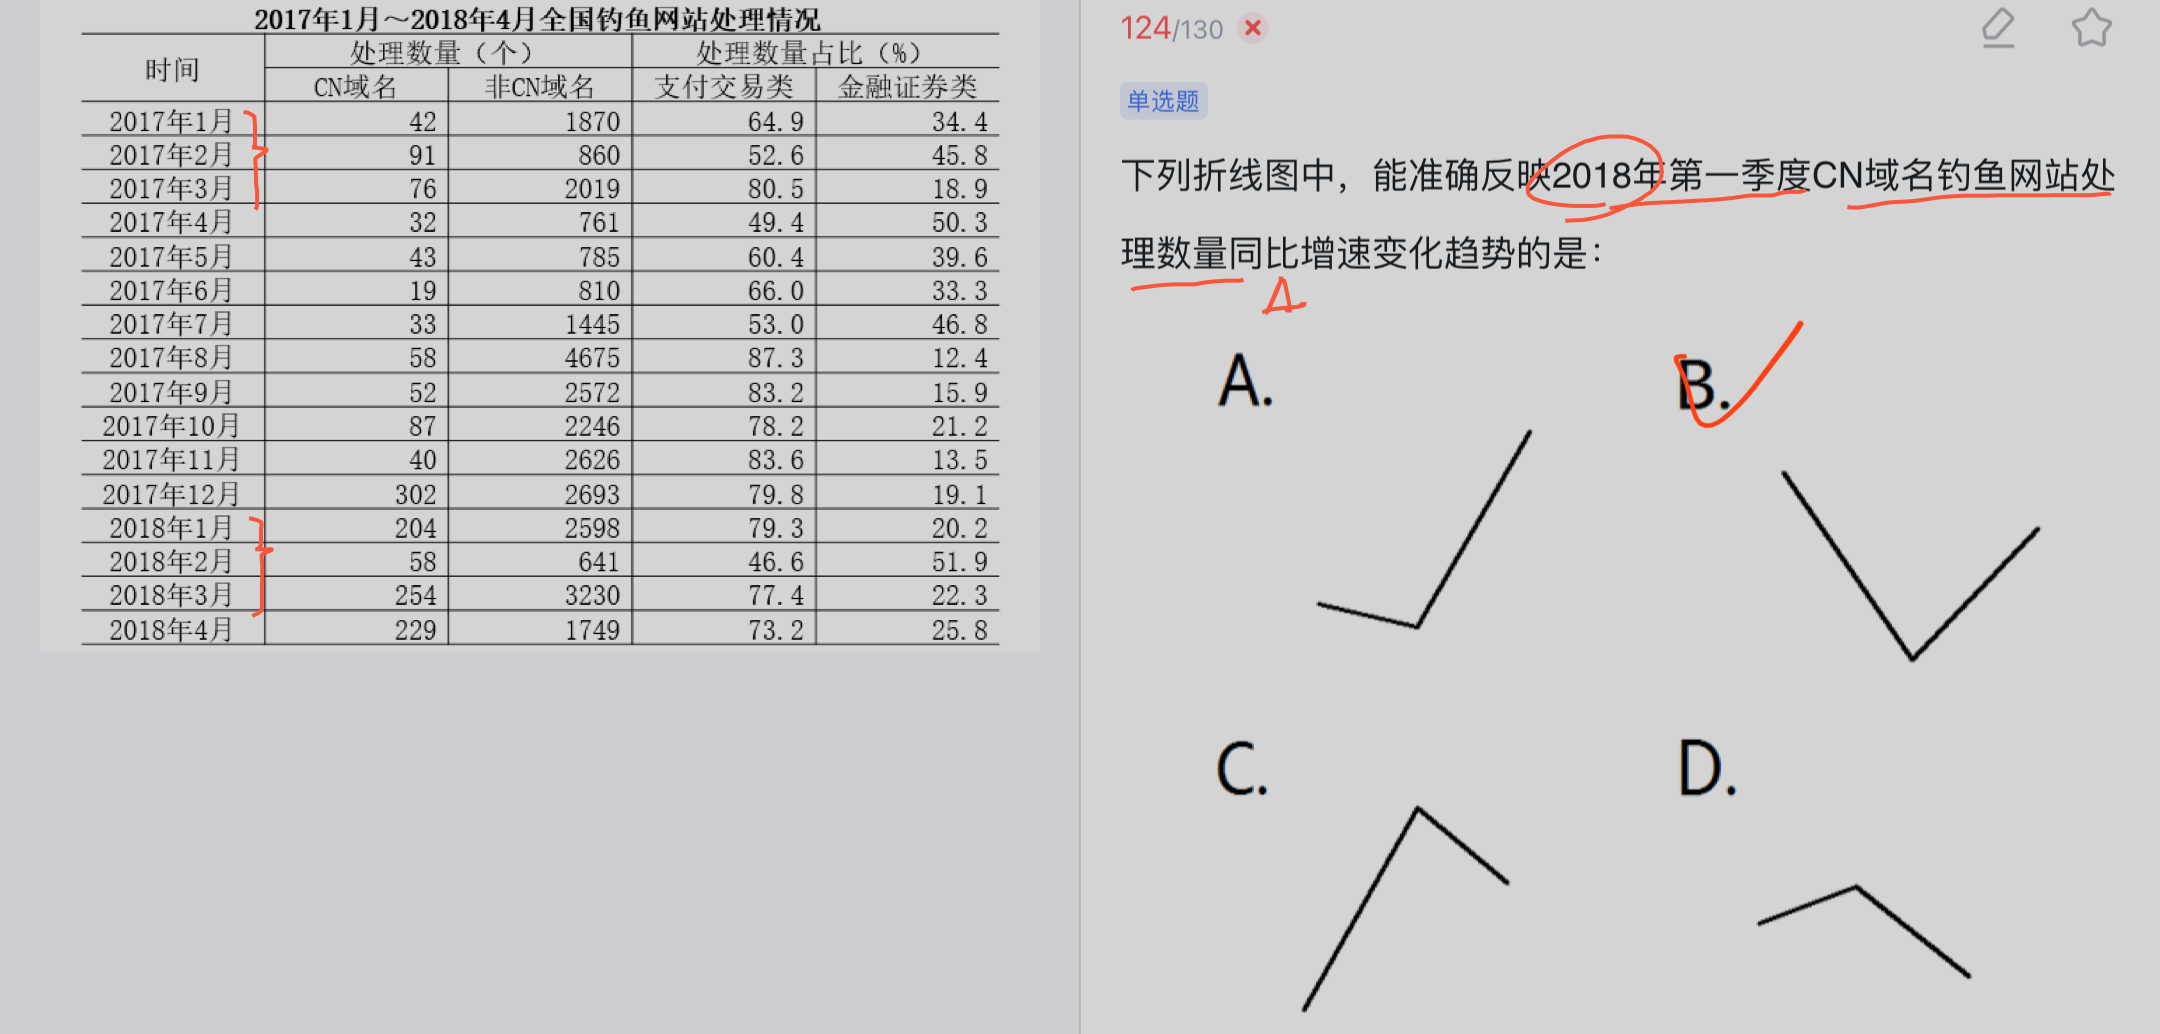 2017年1月～2018年4月全国钓鱼网站处理情况
时间 处理数量（个） 处理数量占比（%）
CN域名 非CN域名 支付交易类 金融证券类
2017年1月 42 1870 64.9 34.4
2017年2月 91 860 52.6 45.8
2017年3月 76 2019 80.5 18.9
2017年4月 32 761 49.4 50.3
2017年5月 43 785 60.4 39.6
2017年6月 19 810 66.0 33.3
2017年7月 33 1445 53.0 46.8
2017年8月 58 4675 87.3 12.4
2017年9月 52 2572 83.2 15.9
2017年10月 87 2246 78.2 21.2
2017年11月 40 2626 83.6 13.5
2017年12月 302 2693 79.8 19.1
2018年1月 204 2598 79.3 20.2
2018年2月 58 641 46.6 51.9
2018年3月 254 3230 77.4 22.3
2018年4月 229 1749 73.2 25.8
124/130
单选题
下列折线图中，能准确反映2018年第一季度CN域名钓鱼网站处
理数量同比增速变化趋势的是：
A.
B.
C.
D.